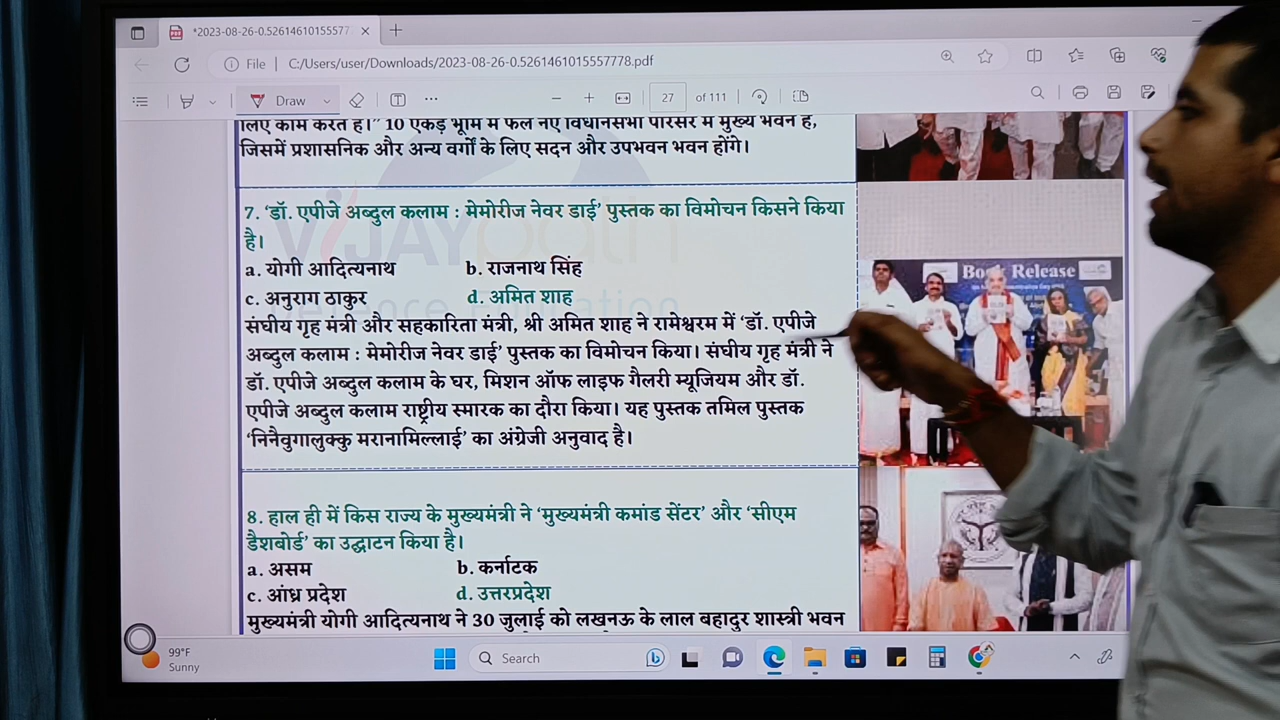 *2023-08-26-0.52614610155577
File
C:/Users/user/Downloads/2023-08-26-0.5261461015557778.pdf
Draw
27 of 111
लिए काम करते हैं।" 10 एकड़ भूमि में फैले नए विधानसभा परिसर में मुख्य भवन है,
जिसमें प्रशासनिक और अन्य वर्गों के लिए सदन और उपभवन भवन होंगे।
7. 'डॉ. एपीजे अब्दुल कलाम : मेमोरीज नेवर डाई' पुस्तक का विमोचन किसने किया
है।
a. योगी आदित्यनाथ b. राजनाथ सिंह
c. अनुराग ठाकुर d. अमित शाह
संघीय गृह मंत्री और सहकारिता मंत्री, श्री अमित शाह ने रामेश्वरम में 'डॉ. एपीजे
अब्दुल कलाम : मेमोरीज नेवर डाई' पुस्तक का विमोचन किया। संघीय गृह मंत्री ने
डॉ. एपीजे अब्दुल कलाम के घर, मिशन ऑफ लाइफ गैलरी म्यूजियम और डॉ.
एपीजे अब्दुल कलाम राष्ट्रीय स्मारक का दौरा किया। यह पुस्तक तमिल पुस्तक
'निनैवुगालुक्कु मरानामिल्लाई' का अंग्रेजी अनुवाद है।
VIJAYpath
Defence Foundation
Book Release
8. हाल ही में किस राज्य के मुख्यमंत्री ने 'मुख्यमंत्री कमांड सेंटर' और 'सीएम
डैशबोर्ड' का उद्घाटन किया है।
a. असम b. कर्नाटक
c. आंध्र प्रदेश d. उत्तरप्रदेश
मुख्यमंत्री योगी आदित्यनाथ ने 30 जुलाई को लखनऊ के लाल बहादुर शास्त्री भवन
99°F
Sunny
Search